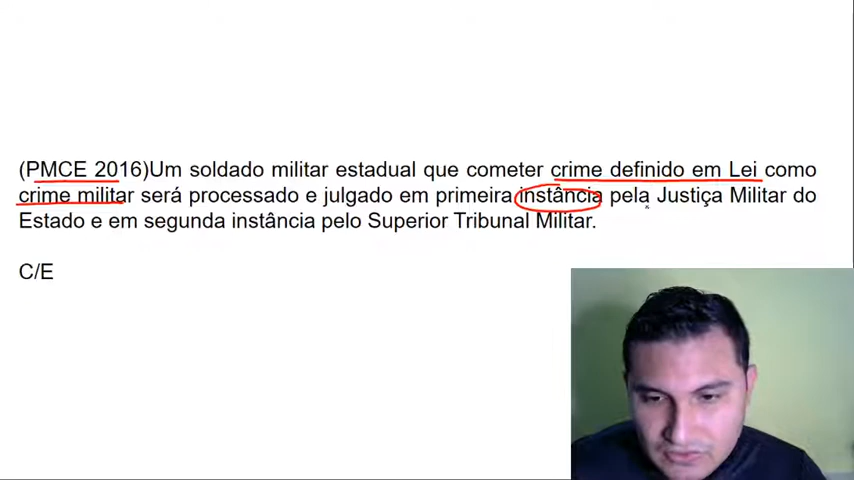 (PMCE 2016)Um soldado militar estadual que cometer crime definido em Lei como
crime militar será processado e julgado em primeira instância pela Justiça Militar do
Estado e em segunda instância pelo Superior Tribunal Militar.
C/E